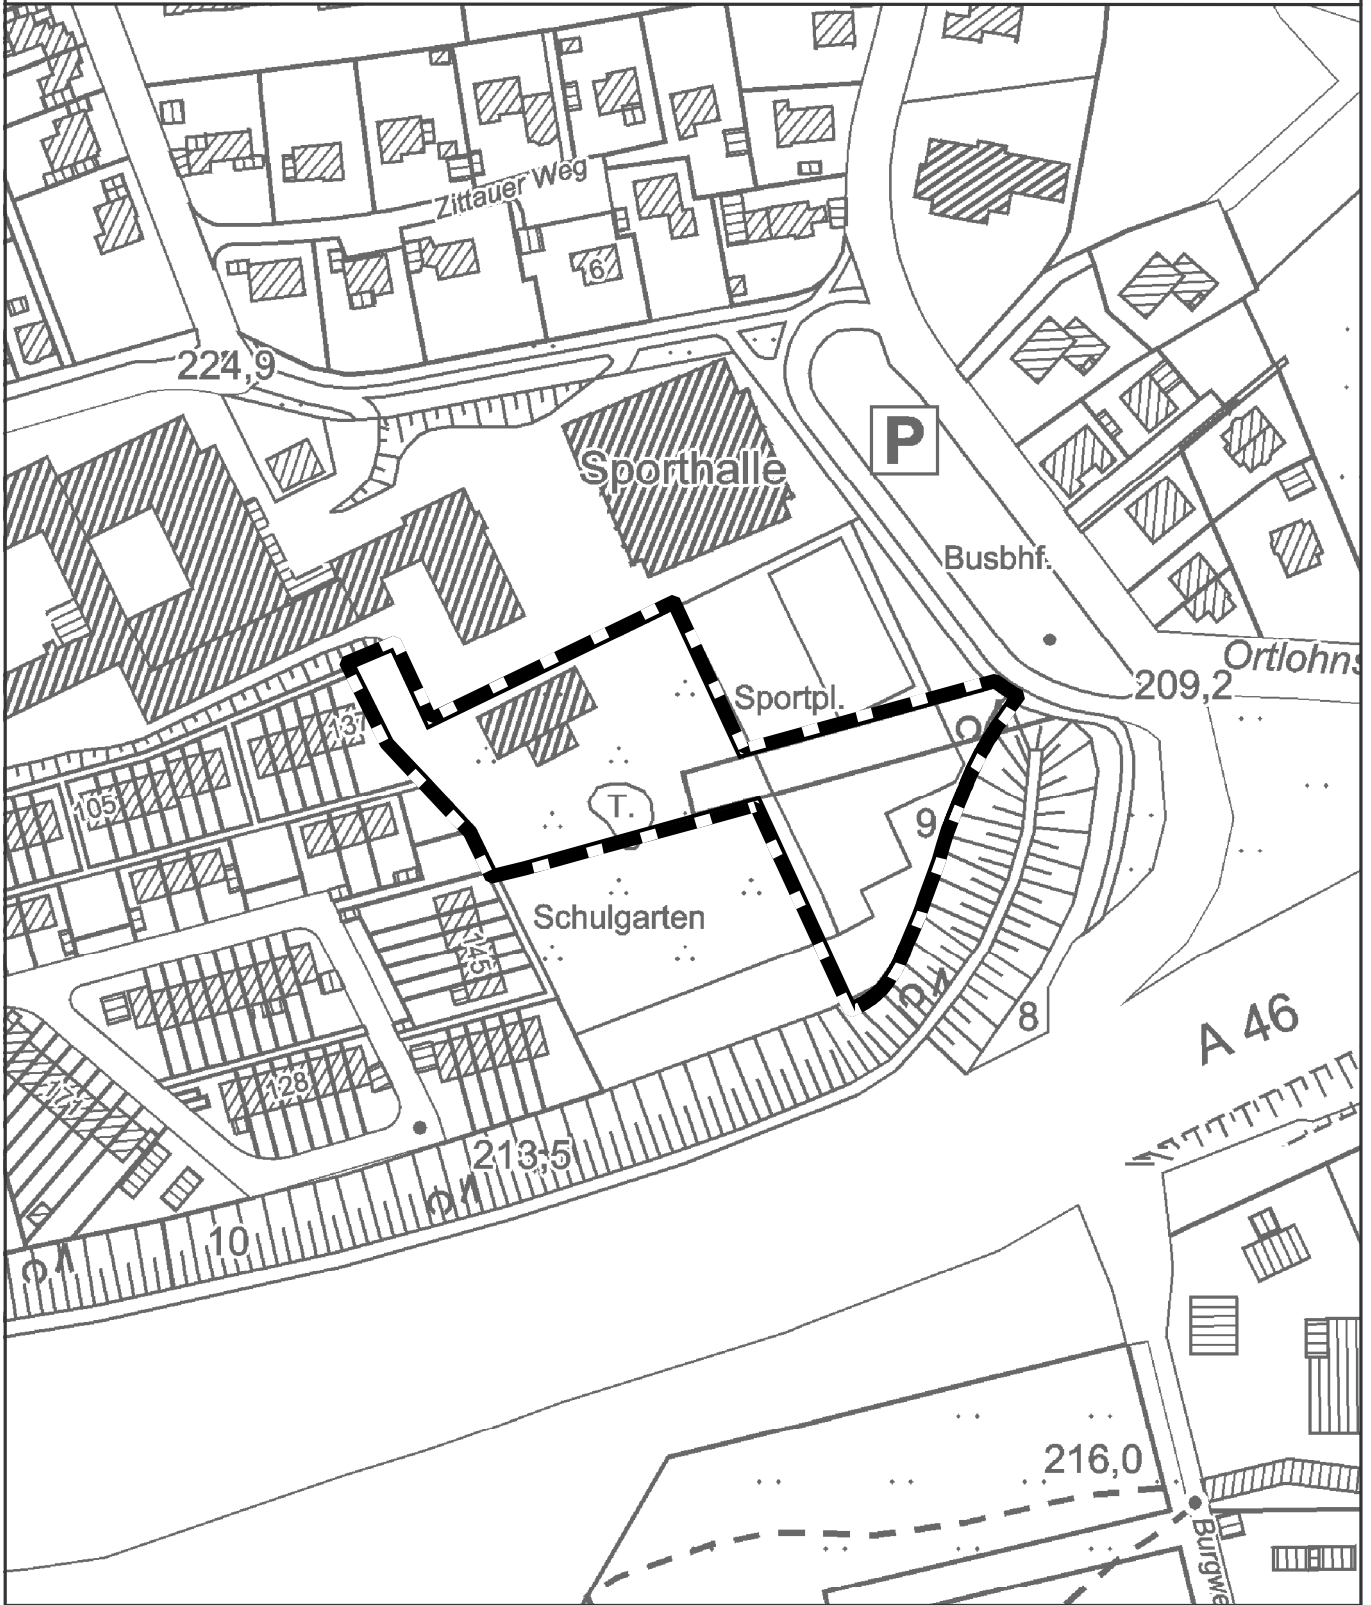 Zittauer Weg
6
224,9
P
Sporthalle
Busbhf.
Ortlohns
209,2
Sportpl.
137
105
T.
9
Schulgarten
145
8
A 46
171
128
213,5
10
216,0
Burgwe